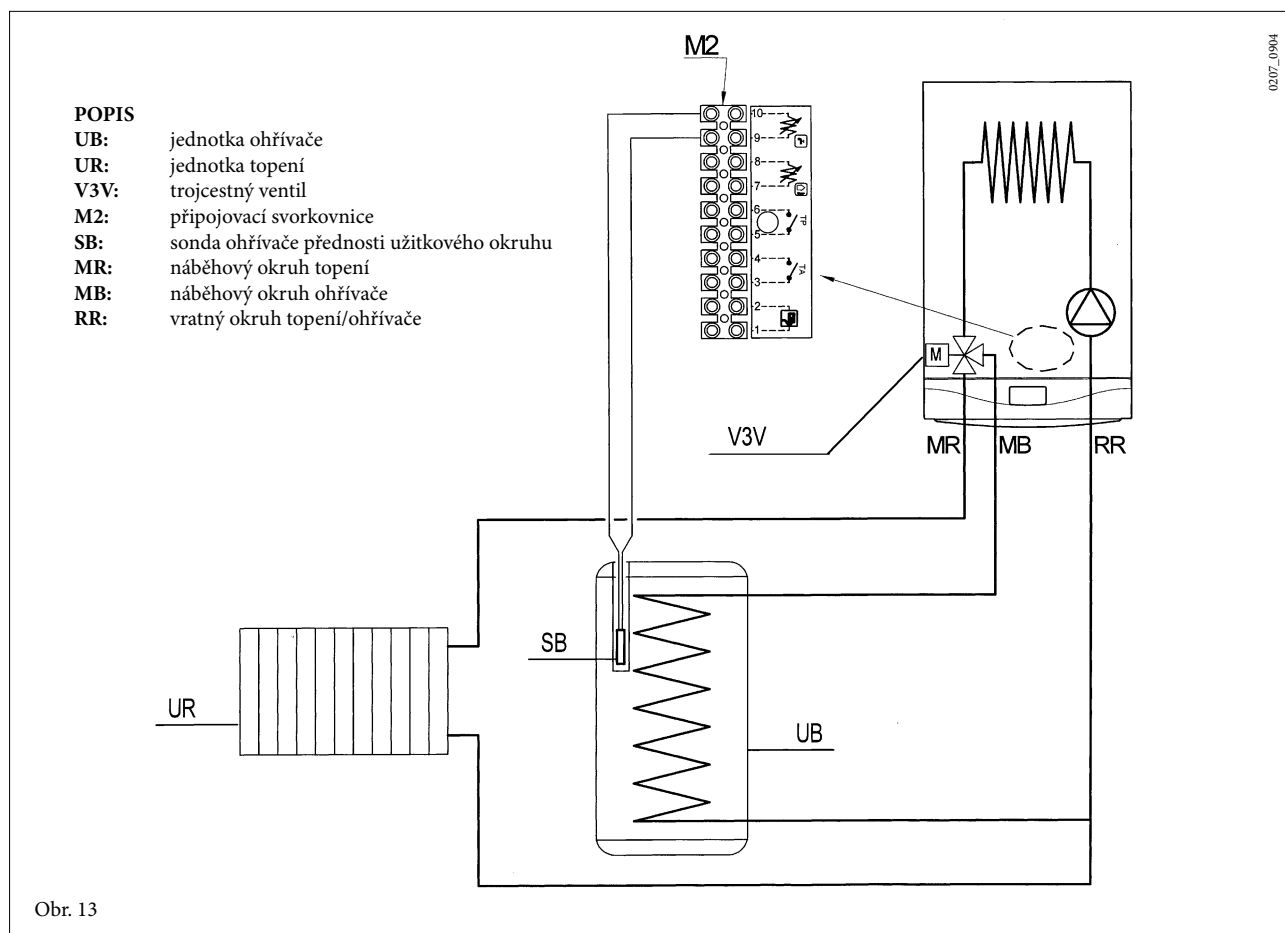 M2
0207_0904
POPIS
UB: jednotka ohřívače
UR: jednotka topení
V3V: trojcestný ventil
M2: připojovací svorkovnice
SB: sonda ohřívače přednosti užitkového okruhu
MR: náběhový okruh topení
MB: náběhový okruh ohřívače
RR: vratný okruh topení/ohřívače
10
9
8
7
6
TP
5
4
TA
3
2
1
M
V3V
MR MB RR
SB
UR
UB
Obr. 13